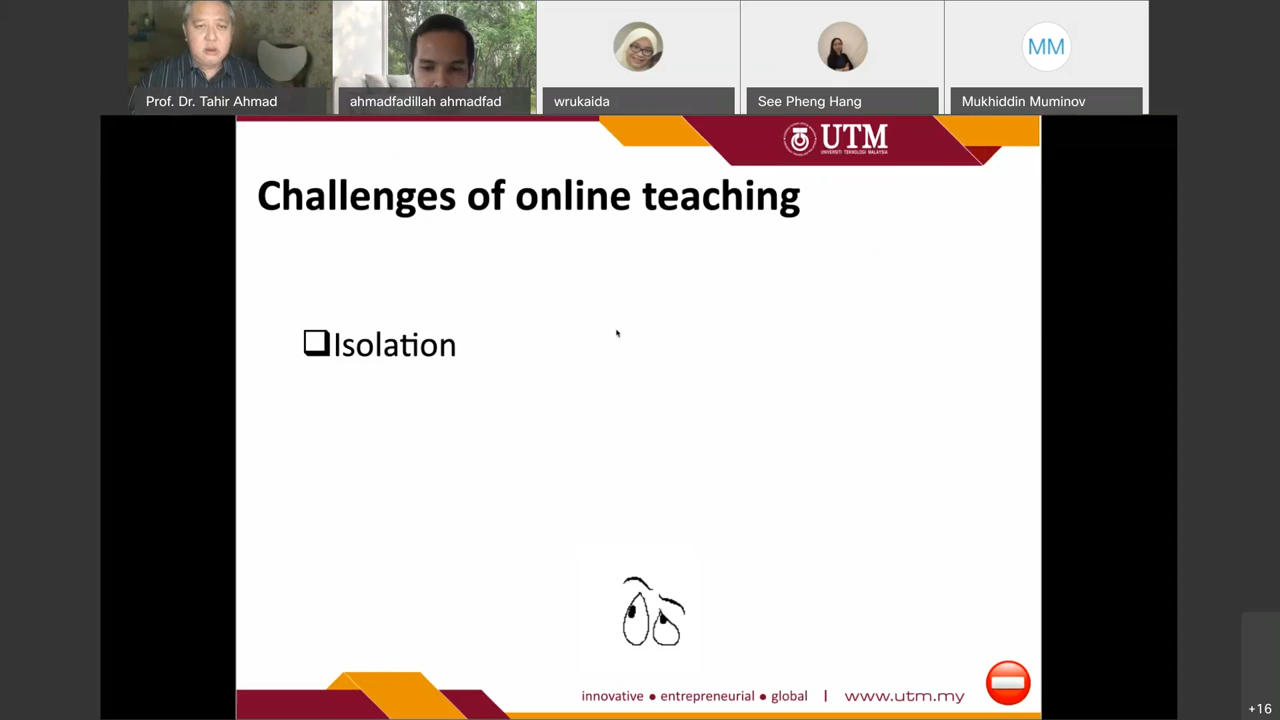 Prof. Dr. Tahir Ahmad
ahmadfadillah ahmadfad
wrukaida
See Pheng Hang
MM
Mukhiddin Muminov
UTM
UNIVERSITI TEKNOLOGI MALAYSIA
Challenges of online teaching
❑Isolation
innovative ● entrepreneurial ● global | www.utm.my
+16